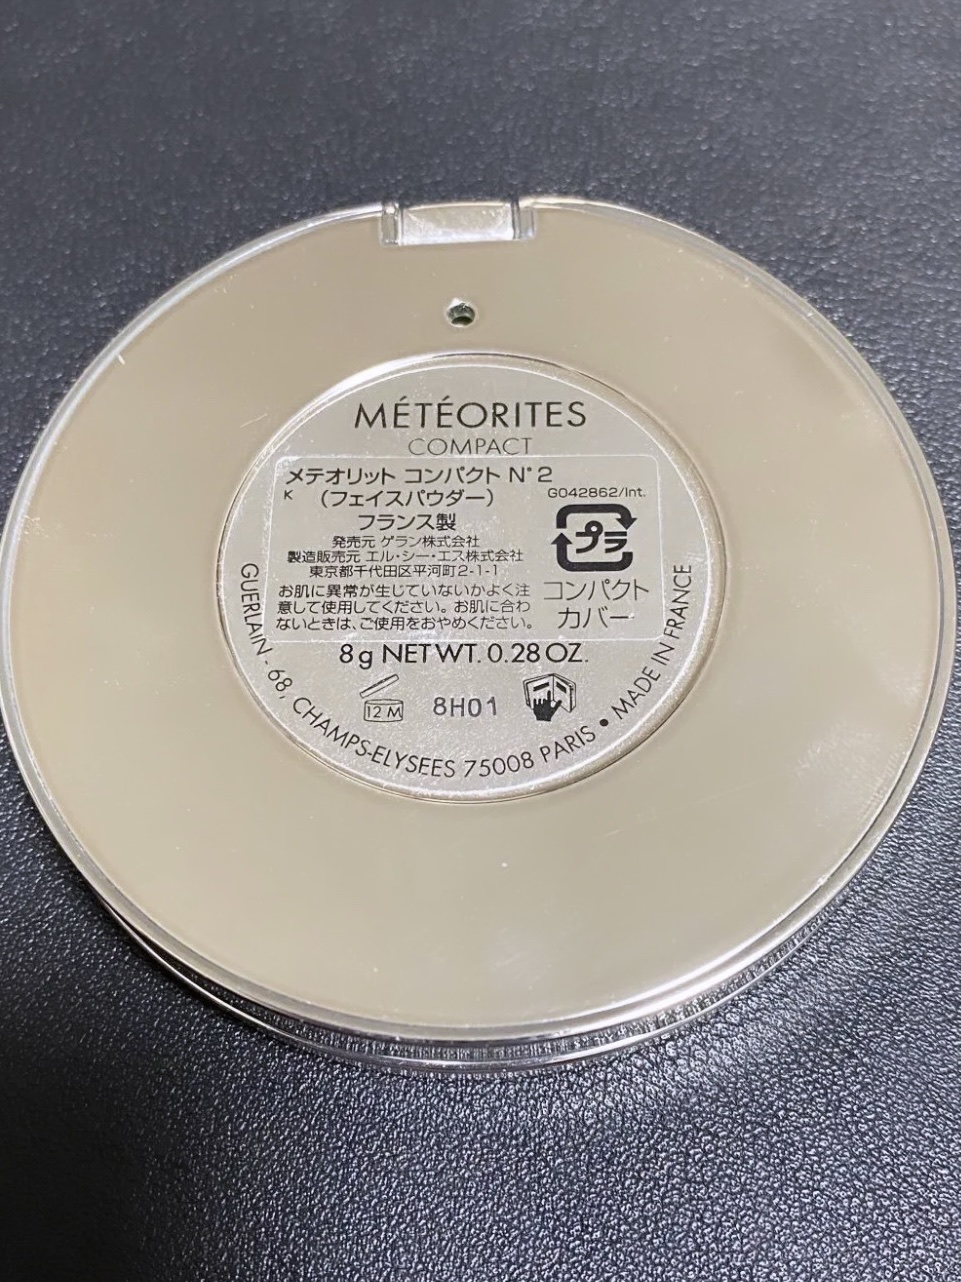 MÉTÉORITES
COMPACT
メテオリット コンパクト N°2
K (フェイスパウダー)
フランス製
発売元 ゲラン株式会社
製造販売元 エル・シー・エス株式会社
東京都千代田区平河町2-1-1
お肌に異常が生じていないかよく注
意して使用してください。お肌に合わ
ないときは、ご使用をおやめください。
G042862/Int.
プラ
コンパクト
カバー
8g NET WT. 0.28 OZ.
12 M
8H01
GUERLAIN - 68, CHAMPS-ELYSEES 75008 PARIS • MADE IN FRANCE